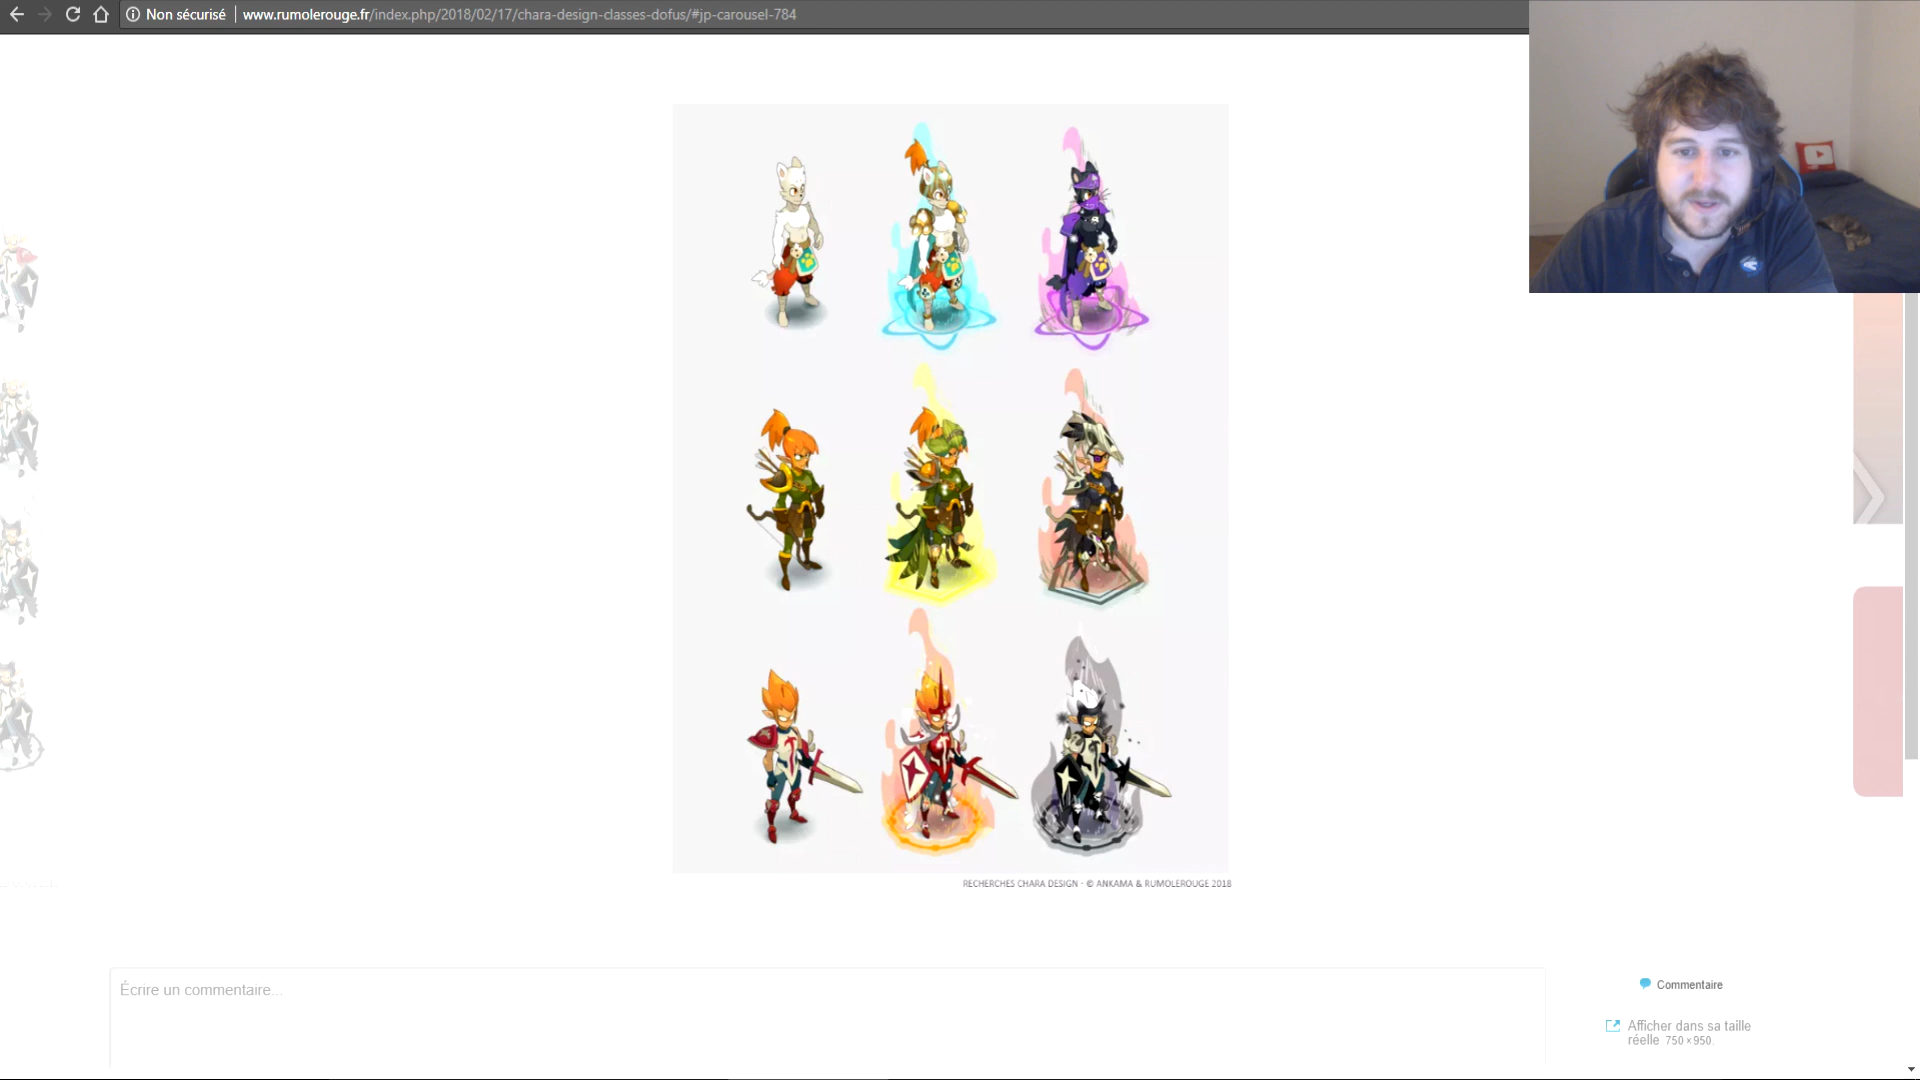 Non sécurisé
www.rumolerouge.fr/index.php/2018/02/17/chara-design-classes-dofus/#jp-carousel-784
RECHERCHES CHARA DESIGN - © ANKAMA & RUMOLEROUGE 2018
Écrire un commentaire...
Commentaire
Afficher dans sa taille
réelle 750 × 950.